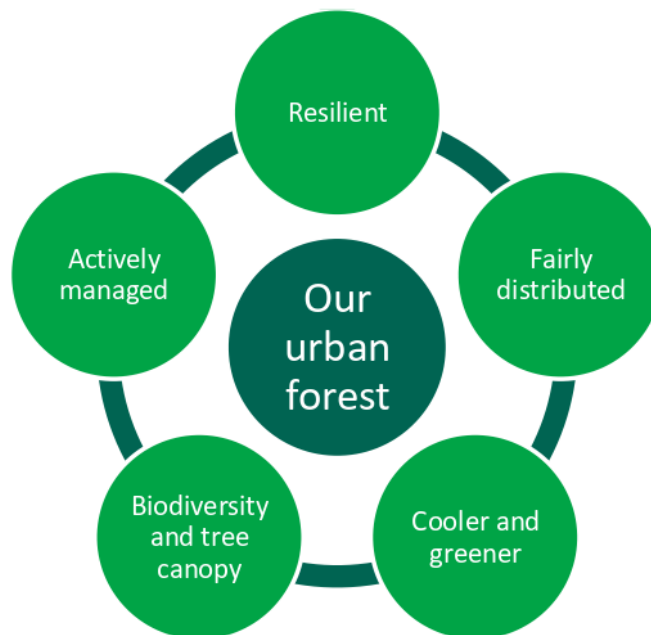 Resilient
Fairly
distributed
Cooler and
greener
Biodiversity
and tree
canopy
Actively
managed
Our
urban
forest